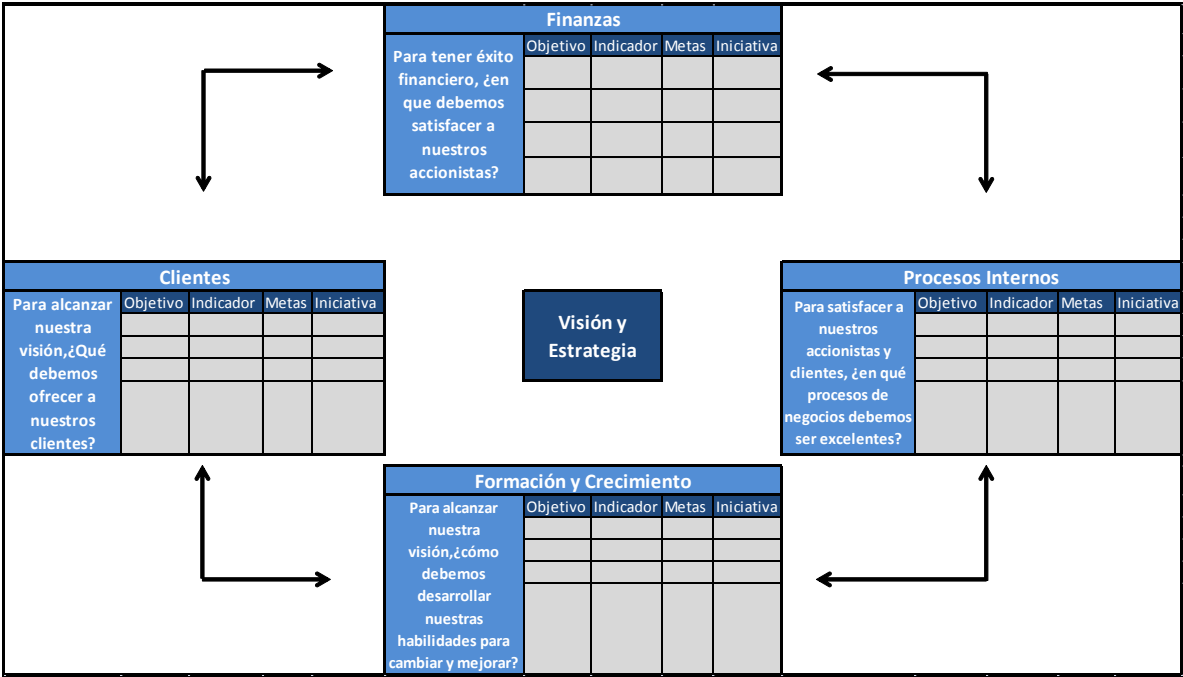 Finanzas
Para tener éxito
financiero, ¿en
que debemos
satisfacer a
nuestros
accionistas?
Objetivo Indicador Metas Iniciativa
Clientes
Para alcanzar
nuestra
visión,¿Qué
debemos
ofrecer a
nuestros
clientes?
Objetivo Indicador Metas Iniciativa
Visión y
Estrategia
Procesos Internos
Para satisfacer a
nuestros
accionistas y
clientes, ¿en qué
procesos de
negocios debemos
ser excelentes?
Objetivo Indicador Metas Iniciativa
Formación y Crecimiento
Para alcanzar
nuestra
visión,¿cómo
debemos
desarrollar
nuestras
habilidades para
cambiar y mejorar?
Objetivo Indicador Metas Iniciativa